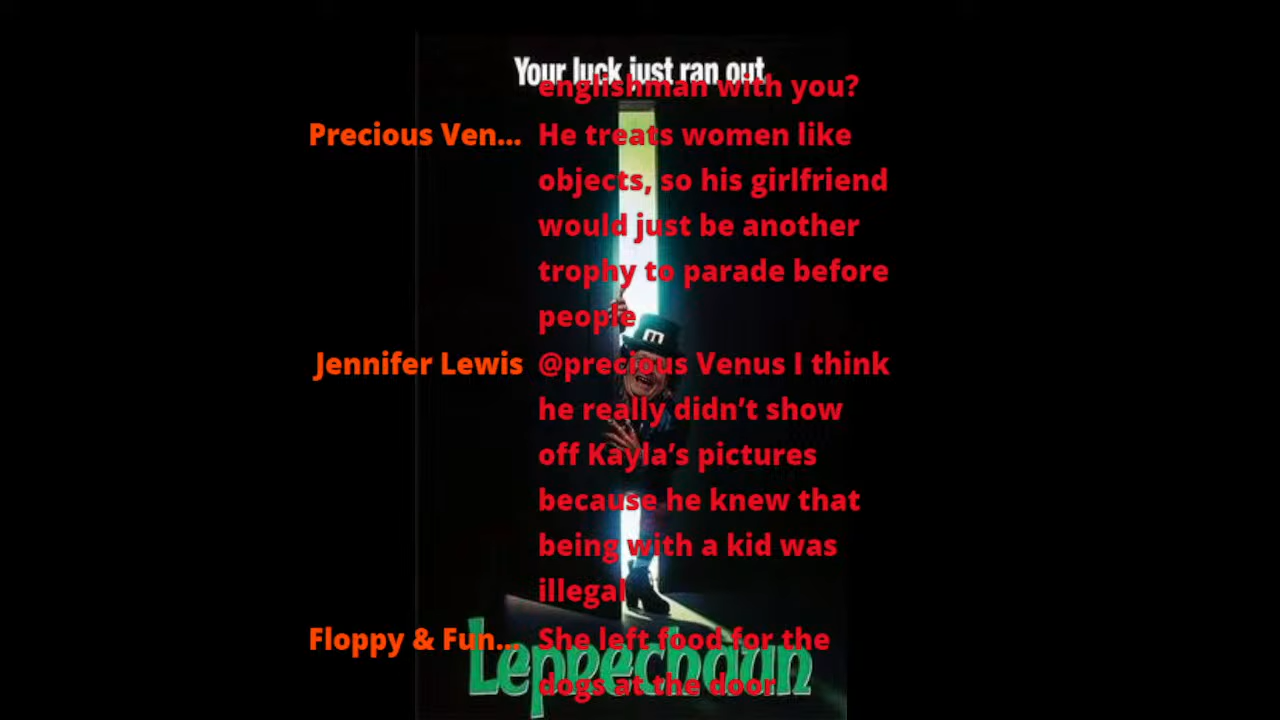 Your luck just ran out
englishman with you?
Precious Ven... He treats women like
objects, so his girlfriend
would just be another
trophy to parade before
people
m
Jennifer Lewis @precious Venus I think
he really didn’t show
off Kayla’s pictures
because he knew that
being with a kid was
illegal
Floppy & Fun... She left food for the
Leprechaun
dogs at the door